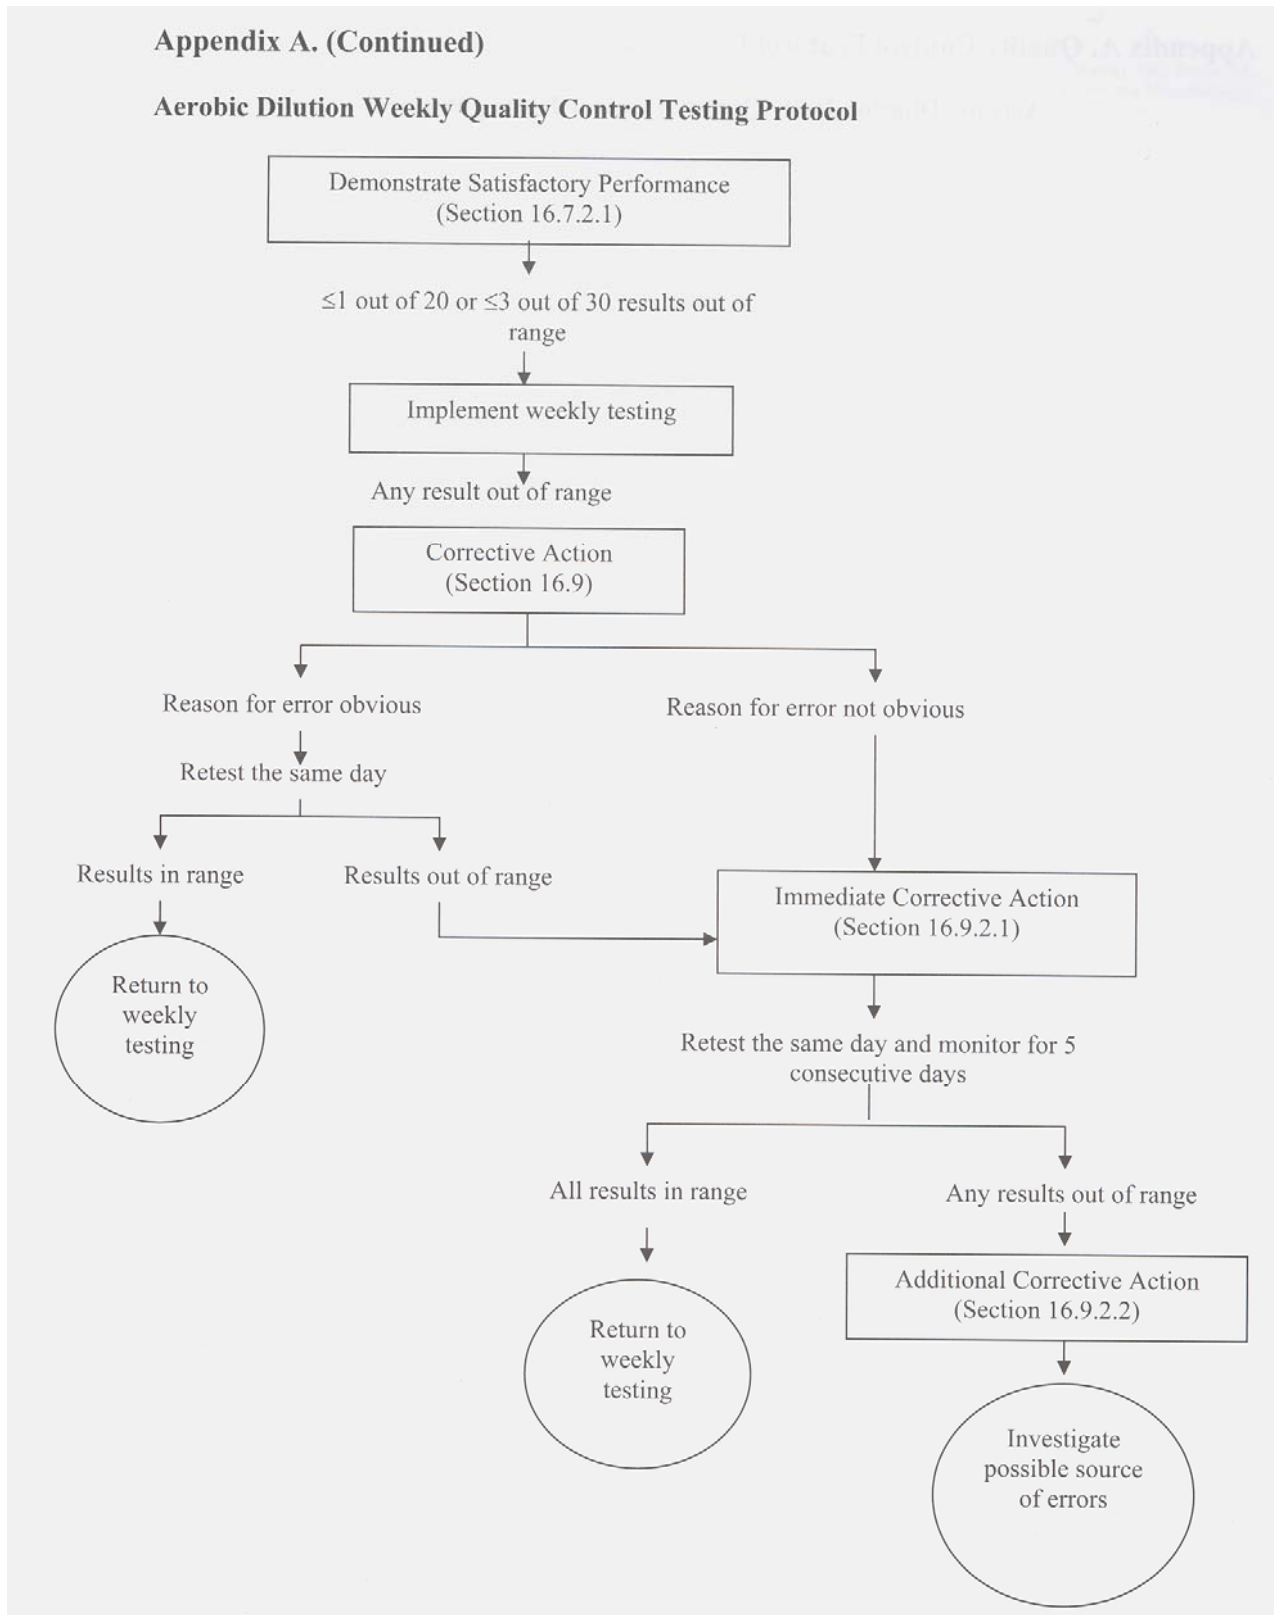 Appendix A. (Continued)
Aerobic Dilution Weekly Quality Control Testing Protocol
Demonstrate Satisfactory Performance
(Section 16.7.2.1)
≤1 out of 20 or ≤3 out of 30 results out of
range
Implement weekly testing
Any result out of range
Corrective Action
(Section 16.9)
Reason for error obvious
Reason for error not obvious
Retest the same day
Results in range
Results out of range
Immediate Corrective Action
(Section 16.9.2.1)
Return to
weekly
testing
Retest the same day and monitor for 5
consecutive days
All results in range
Any results out of range
Additional Corrective Action
(Section 16.9.2.2)
Return to
weekly
testing
Investigate
possible source
of errors